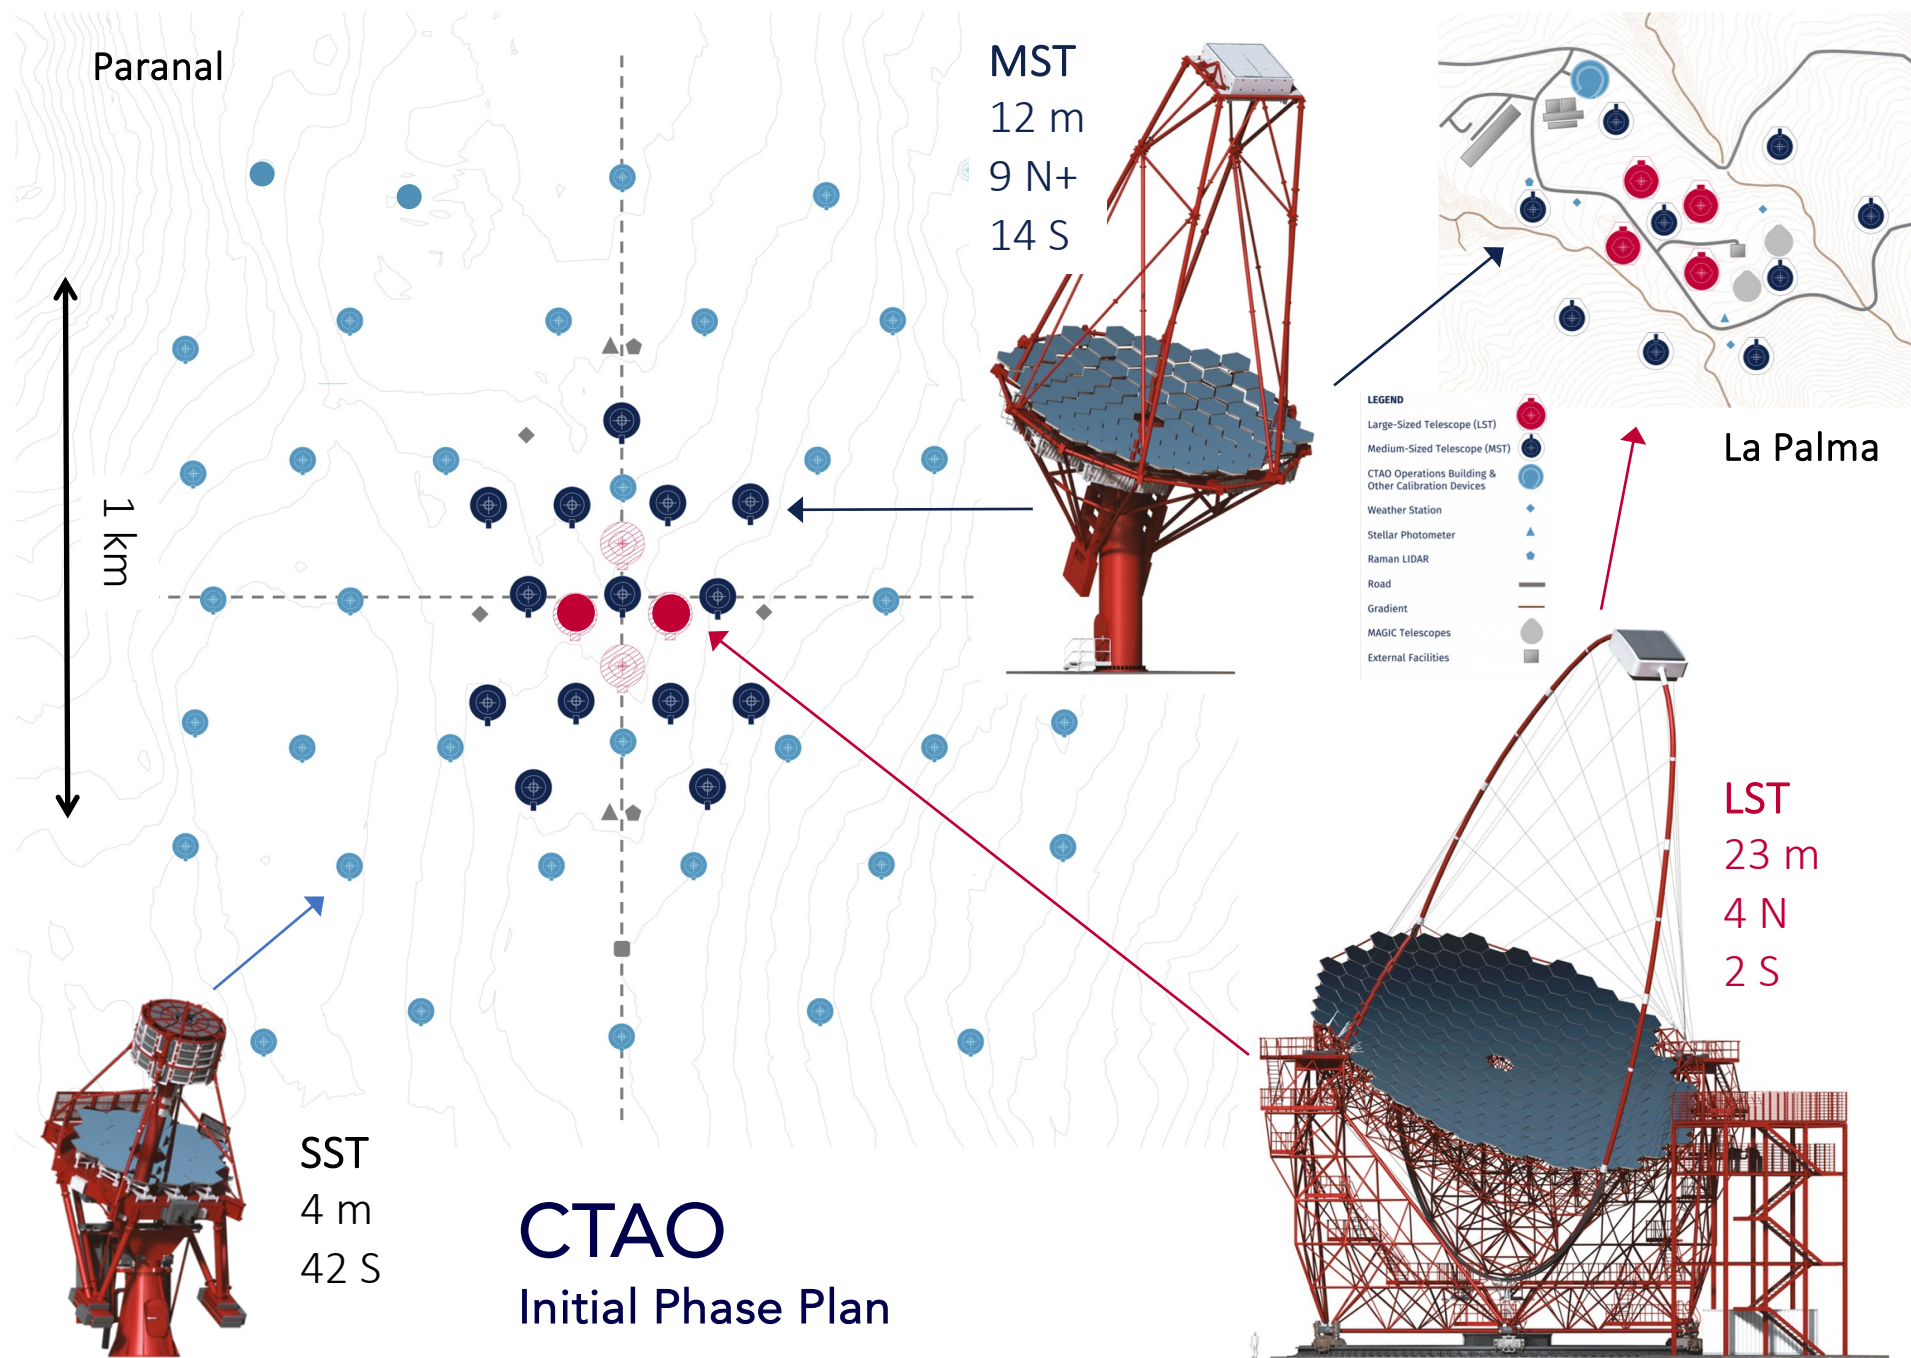 Paranal
1 km
MST
12 m
9 N+
14 S
LEGEND
Large-Sized Telescope (LST)
Medium-Sized Telescope (MST)
CTAO Operations Building &
Other Calibration Devices
Weather Station
Stellar Photometer
Raman LIDAR
Road
Gradient
MAGIC Telescopes
External Facilities
La Palma
LST
23 m
4 N
2 S
SST
4 m
42 S
CTAO
Initial Phase Plan